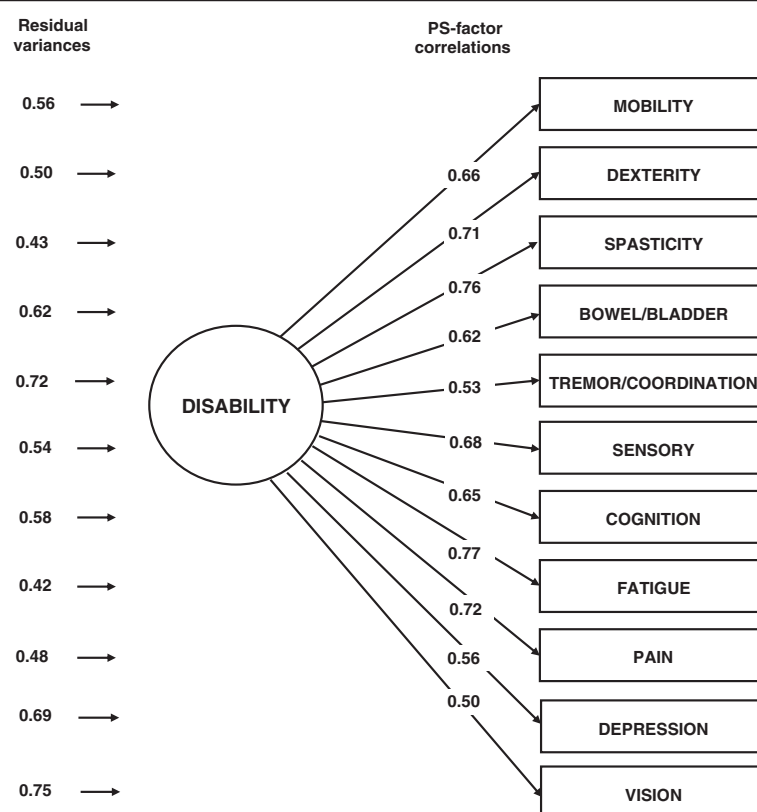 Residual
variances
PS-factor
correlations
0.56
0.66
MOBILITY
0.50
0.71
DEXTERITY
0.43
0.76
SPASTICITY
0.62
0.62
BOWEL/BLADDER
0.72
DISABILITY
0.53
TREMOR/COORDINATION
0.54
0.68
SENSORY
0.58
0.65
COGNITION
0.42
0.77
FATIGUE
0.48
0.72
PAIN
0.69
0.56
DEPRESSION
0.75
0.50
VISION